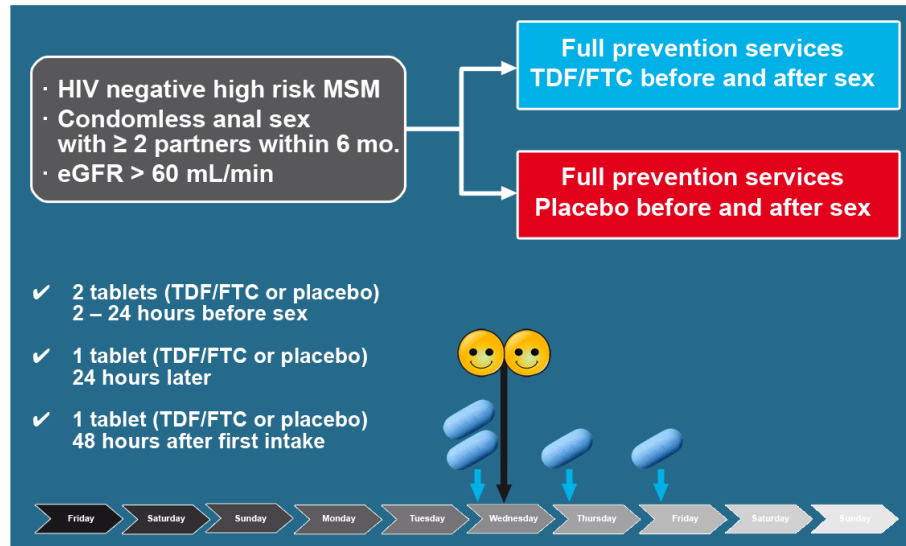 · HIV negative high risk MSM
· Condomless anal sex
with ≥ 2 partners within 6 mo.
· eGFR > 60 mL/min
Full prevention services
TDF/FTC before and after sex
Full prevention services
Placebo before and after sex
✔ 2 tablets (TDF/FTC or placebo)
2 – 24 hours before sex
✔ 1 tablet (TDF/FTC or placebo)
24 hours later
✔ 1 tablet (TDF/FTC or placebo)
48 hours after first intake
Friday Saturday Sunday Monday Tuesday Wednesday Thursday Friday Saturday Sunday